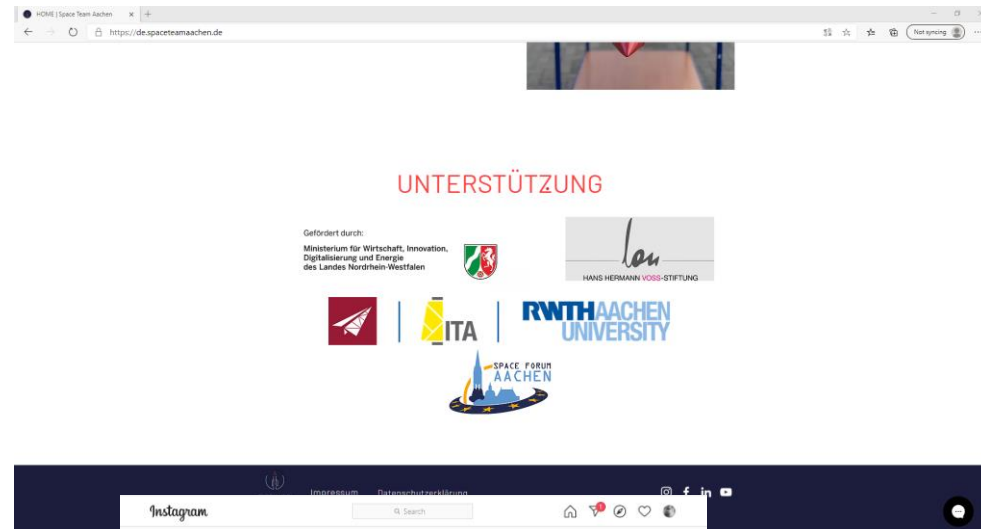 HOME | Space Team Aachen
https://de.spaceteamaachen.de
Not syncing
UNTERSTÜTZUNG
Gefördert durch:
Ministerium für Wirtschaft, Innovation,
Digitalisierung und Energie
des Landes Nordrhein-Westfalen
lou
HANS HERMANN VOSS-STIFTUNG
ITA
RWTHAACHEN
UNIVERSITY
SPACE FORUM
AACHEN
Impressum Datenschutzerklärung
Instagram
Search
1